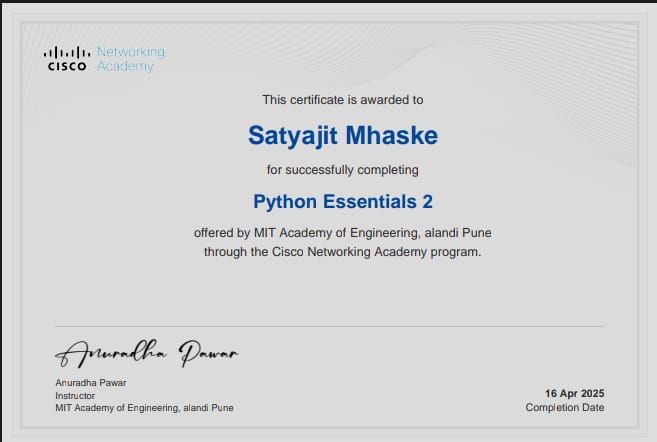 CISCO Networking Academy
This certificate is awarded to
Satyajit Mhaske
for successfully completing
Python Essentials 2
offered by MIT Academy of Engineering, alandi Pune
through the Cisco Networking Academy program.
Anuradha Pawar
Anuradha Pawar
Instructor
MIT Academy of Engineering, alandi Pune
16 Apr 2025
Completion Date